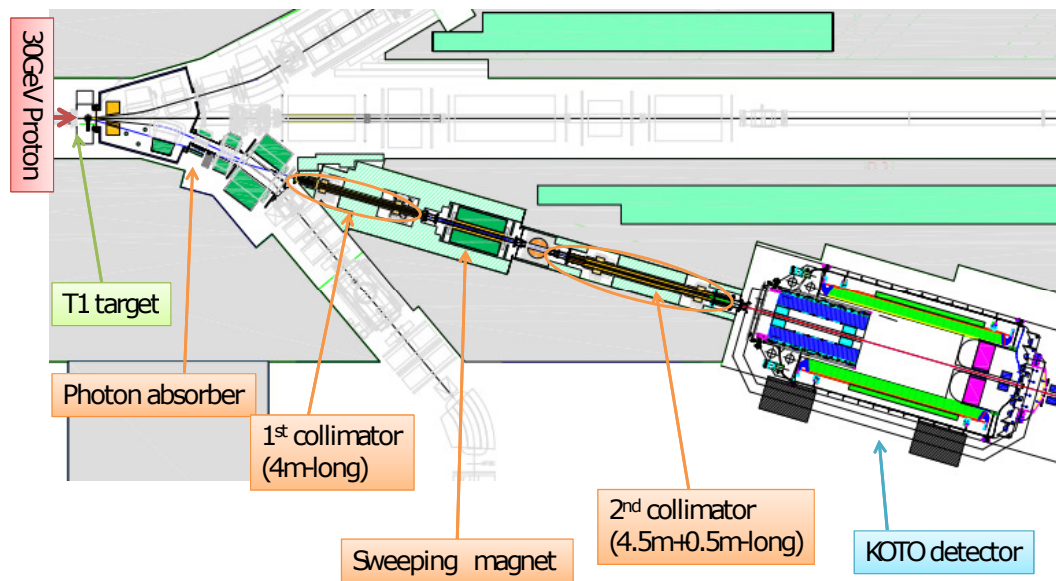 30GeV Proton
T1 target
Photon absorber
1st collimator
(4m-long)
Sweeping magnet
2nd collimator
(4.5m+0.5m-long)
KOTO detector